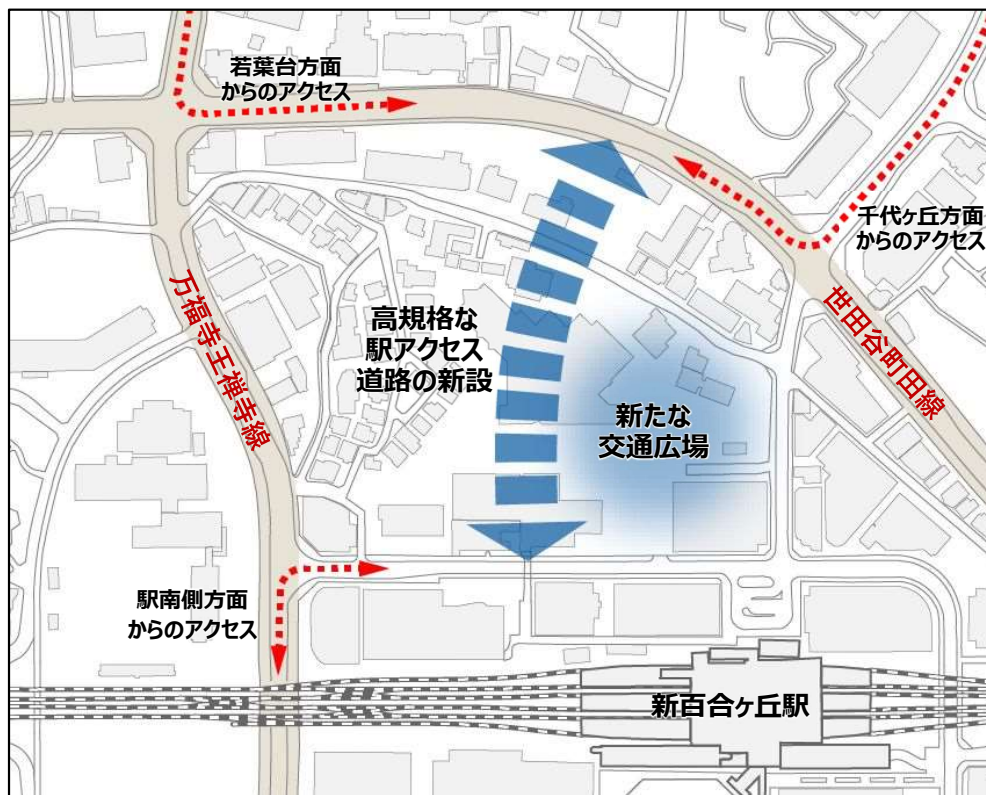 若葉台方面
からのアクセス
千代ヶ丘方面
からのアクセス
万福寺王禅寺線
世田谷町田線
高規格な
駅アクセス
道路の新設
新たな
交通広場
駅南側方面
からのアクセス
新百合ヶ丘駅